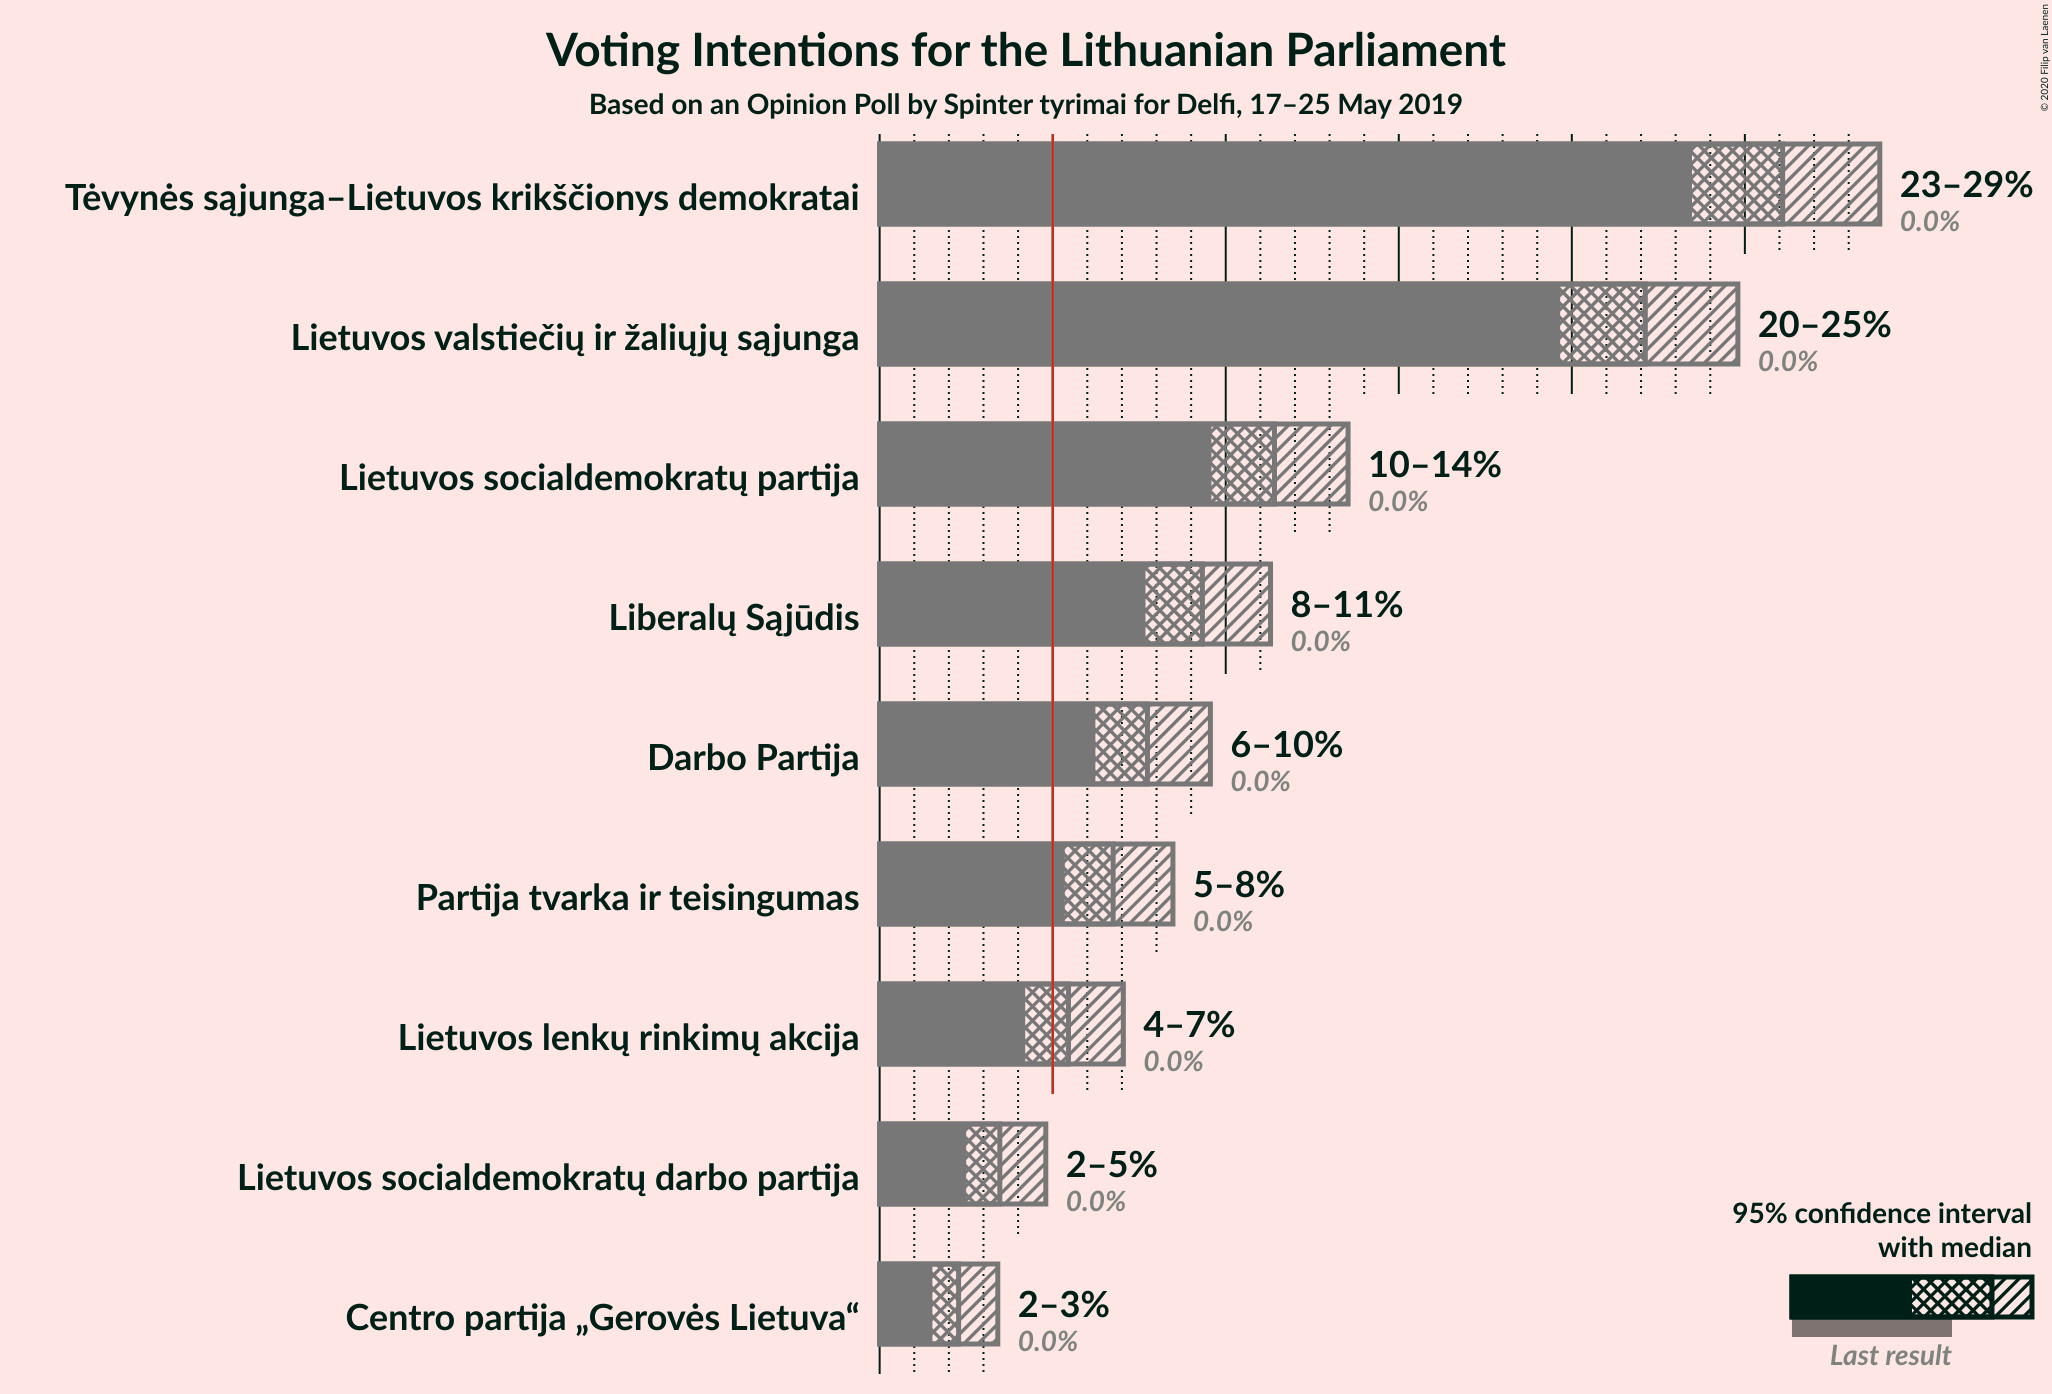 Voting Intentions for the Lithuanian Parliament
Based on an Opinion Poll by Spinter tyrimai for Delfi, 17–25 May 2019
© 2020 Filip van Laenen
Tėvynės sąjunga–Lietuvos krikščionys demokratai
23–29%
0.0%
Lietuvos valstiečių ir žaliųjų sąjunga
20–25%
0.0%
Lietuvos socialdemokratų partija
10–14%
0.0%
Liberalų Sąjūdis
8–11%
0.0%
Darbo Partija
6–10%
0.0%
Partija tvarka ir teisingumas
5–8%
0.0%
Lietuvos lenkų rinkimų akcija
4–7%
0.0%
Lietuvos socialdemokratų darbo partija
2–5%
0.0%
Centro partija „Gerovės Lietuva“
2–3%
0.0%
95% confidence interval
with median
Last result